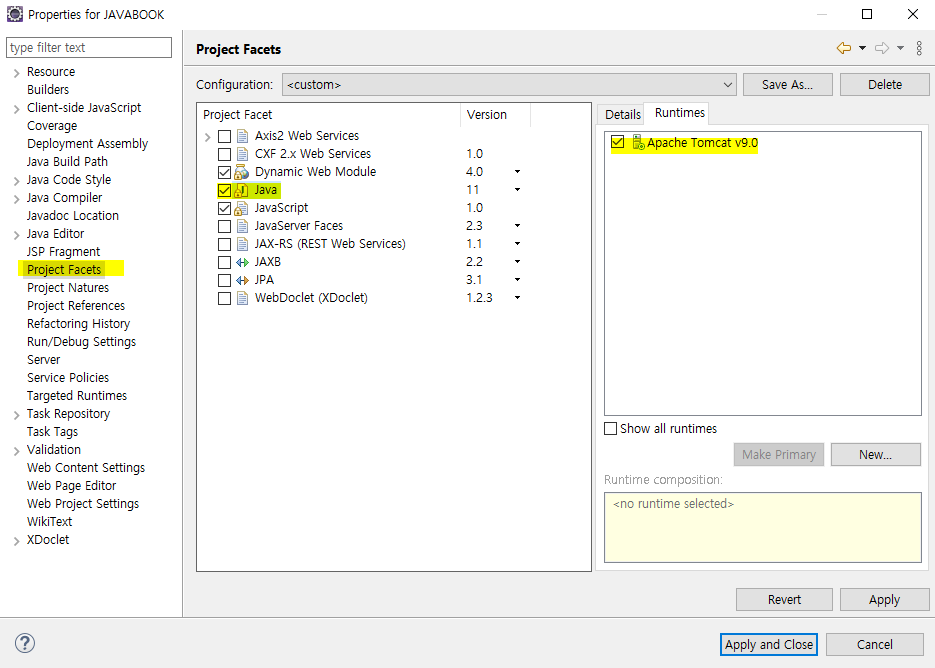 Properties for JAVABOOK
type filter text
Resource
Builders
Client-side JavaScript
Coverage
Deployment Assembly
Java Build Path
Java Code Style
Java Compiler
Javadoc Location
Java Editor
JSP Fragment
Project Facets
Project Natures
Project References
Refactoring History
Run/Debug Settings
Server
Service Policies
Targeted Runtimes
Task Repository
Task Tags
Validation
Web Content Settings
Web Page Editor
Web Project Settings
WikiText
XDoclet
Project Facets
Configuration: <custom> Save As... Delete
Project Facet Version
Axis2 Web Services
CXF 2.x Web Services 1.0
Dynamic Web Module 4.0
Java 11
JavaScript 1.0
JavaServer Faces 2.3
JAX-RS (REST Web Services) 1.1
JAXB 2.2
JPA 3.1
WebDoclet (XDoclet) 1.2.3
Details Runtimes
Apache Tomcat v9.0
Show all runtimes
Make Primary New...
Runtime composition:
<no runtime selected>
Revert Apply
? Apply and Close Cancel